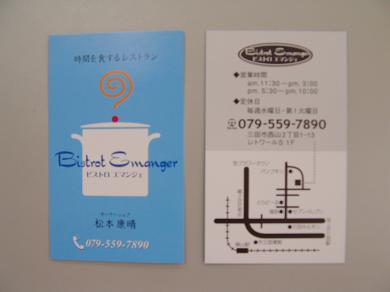 時間を食するレストラン
Bistrot Emanger
ビストロ エマンジェ
オーナーシェフ
松本 康晴
079-559-7890
Bistrot Emanger
ビストロ エマンジェ
◆営業時間
am.11:30～pm.3:00
pm.5:30～pm.10:00
◆定休日
毎週水曜日・第1火曜日
079-559-7890
三田市西山2丁目1-13
レトワールS 1F